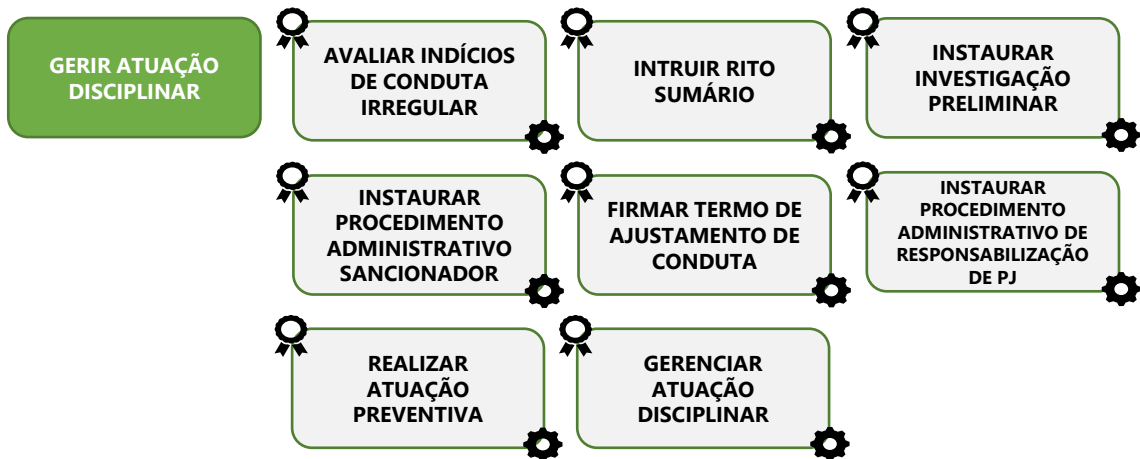 GERIR ATUAÇÃO
DISCIPLINAR
AVALIAR INDÍCIOS
DE CONDUTA
IRREGULAR
INTRUIR RITO
SUMÁRIO
INSTAURAR
INVESTIGAÇÃO
PRELIMINAR
INSTAURAR
PROCEDIMENTO
ADMINISTRATIVO
SANCIONADOR
FIRMAR TERMO DE
AJUSTAMENTO DE
CONDUTA
INSTAURAR
PROCEDIMENTO
ADMINISTRATIVO DE
RESPONSABILIZAÇÃO
DE PJ
REALIZAR
ATUAÇÃO
PREVENTIVA
GERENCIAR
ATUAÇÃO
DISCIPLINAR